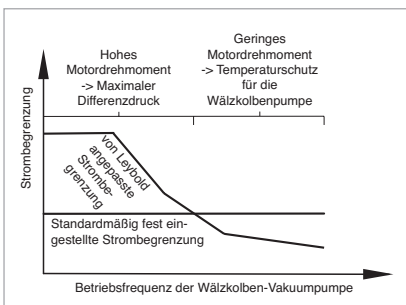 Hohes
Motordrehmoment
-> Maximaler
Differenzdruck
Geringes
Motordrehmoment
-> Temperaturschutz
für die
Wälzkolbenpumpe
Strombegrenzung
von Leybold
angepasste
Strombe-
grenzung
Standardmäßig fest ein-
gestellte Strombegrenzung
Betriebsfrequenz der Wälzkolben-Vakuumpumpe